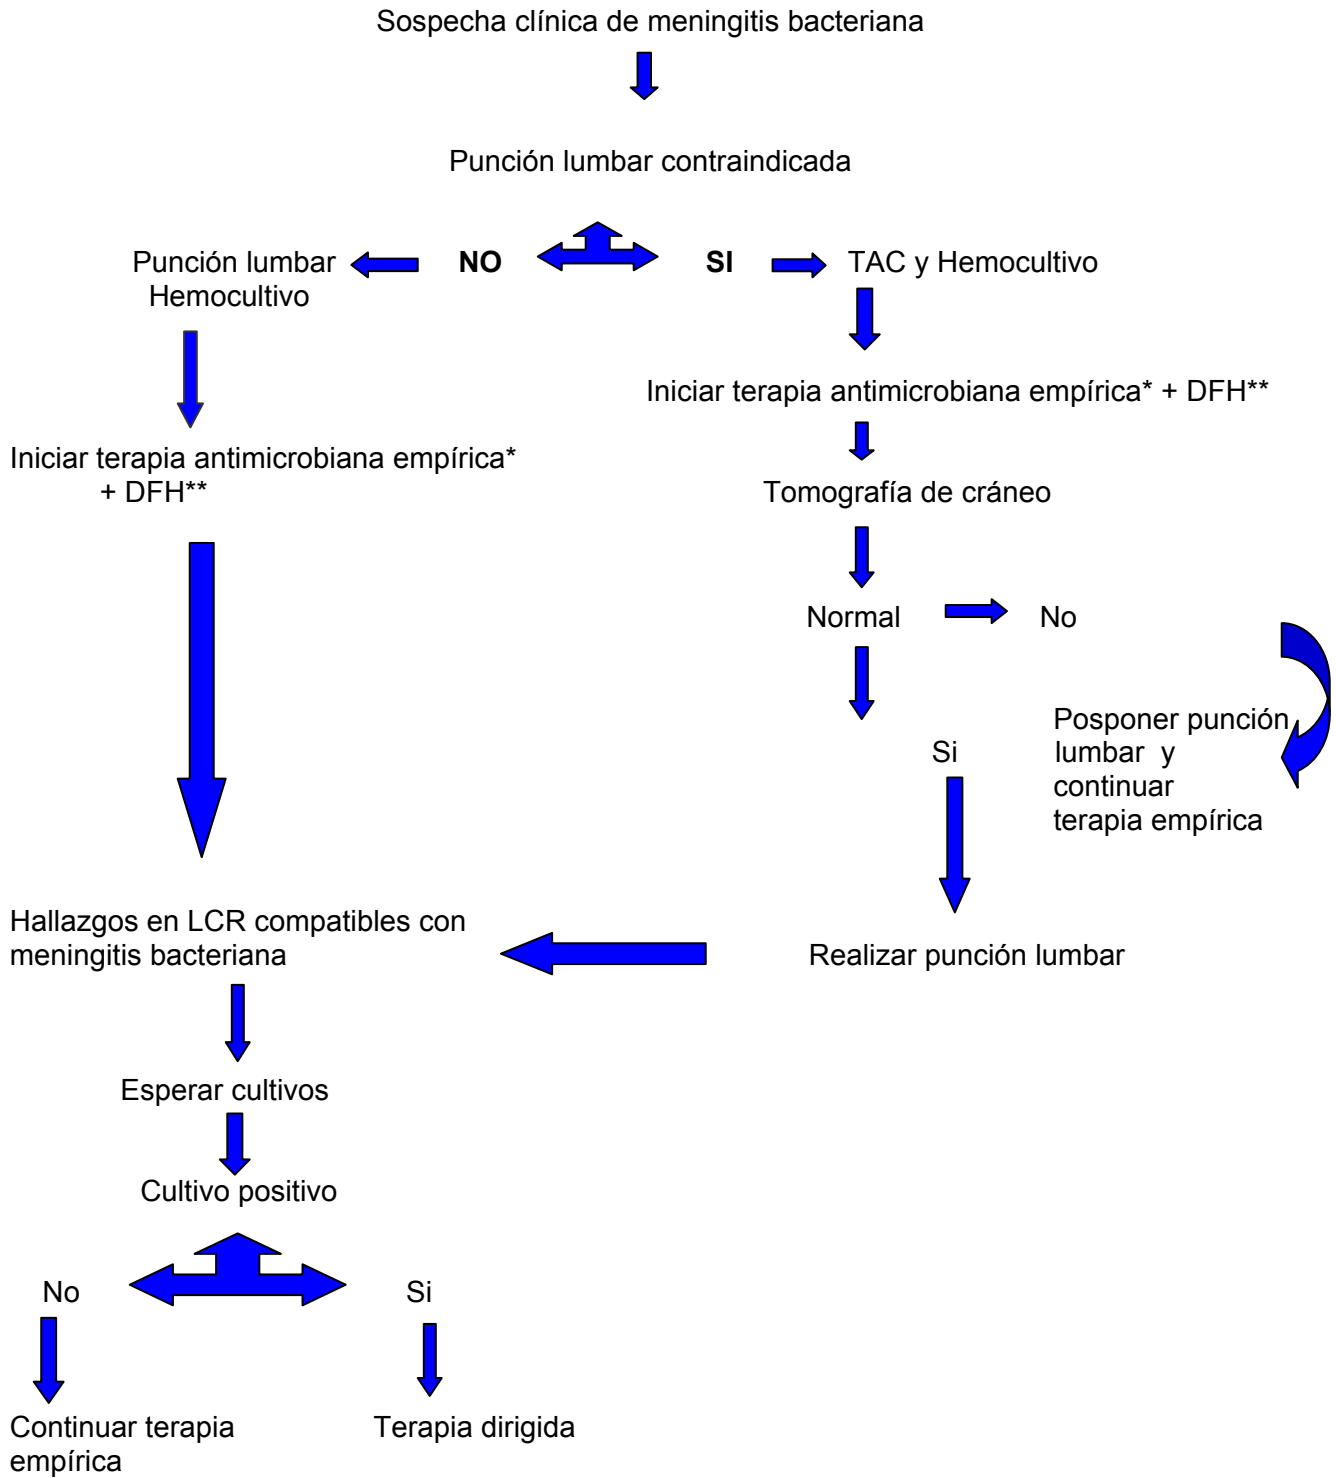 Sospecha clínica de meningitis bacteriana
Punción lumbar contraindicada
Punción lumbar
Hemocultivo
NO
SI
TAC y Hemocultivo
Iniciar terapia antimicrobiana empírica* + DFH**
Iniciar terapia antimicrobiana empírica*
+ DFH**
Tomografía de cráneo
Normal
No
Posponer punción
lumbar y
continuar
terapia empírica
Si
Hallazgos en LCR compatibles con
meningitis bacteriana
Realizar punción lumbar
Esperar cultivos
Cultivo positivo
No
Si
Continuar terapia
empírica
Terapia dirigida